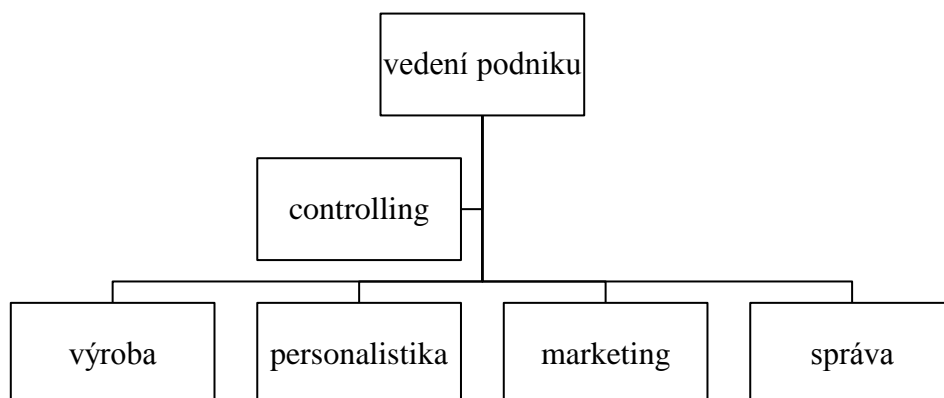 vedení podniku
controlling
výroba
personalistika
marketing
správa